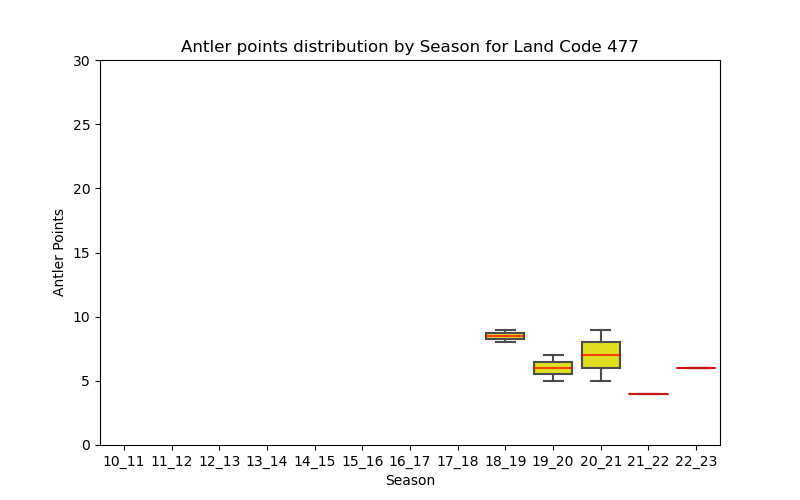 Antler points distribution by Season for Land Code 477
30
25
20
15
10
5
0
Antler Points
10_11 11_12 12_13 13_14 14_15 15_16 16_17 17_18 18_19 19_20 20_21 21_22 22_23
Season